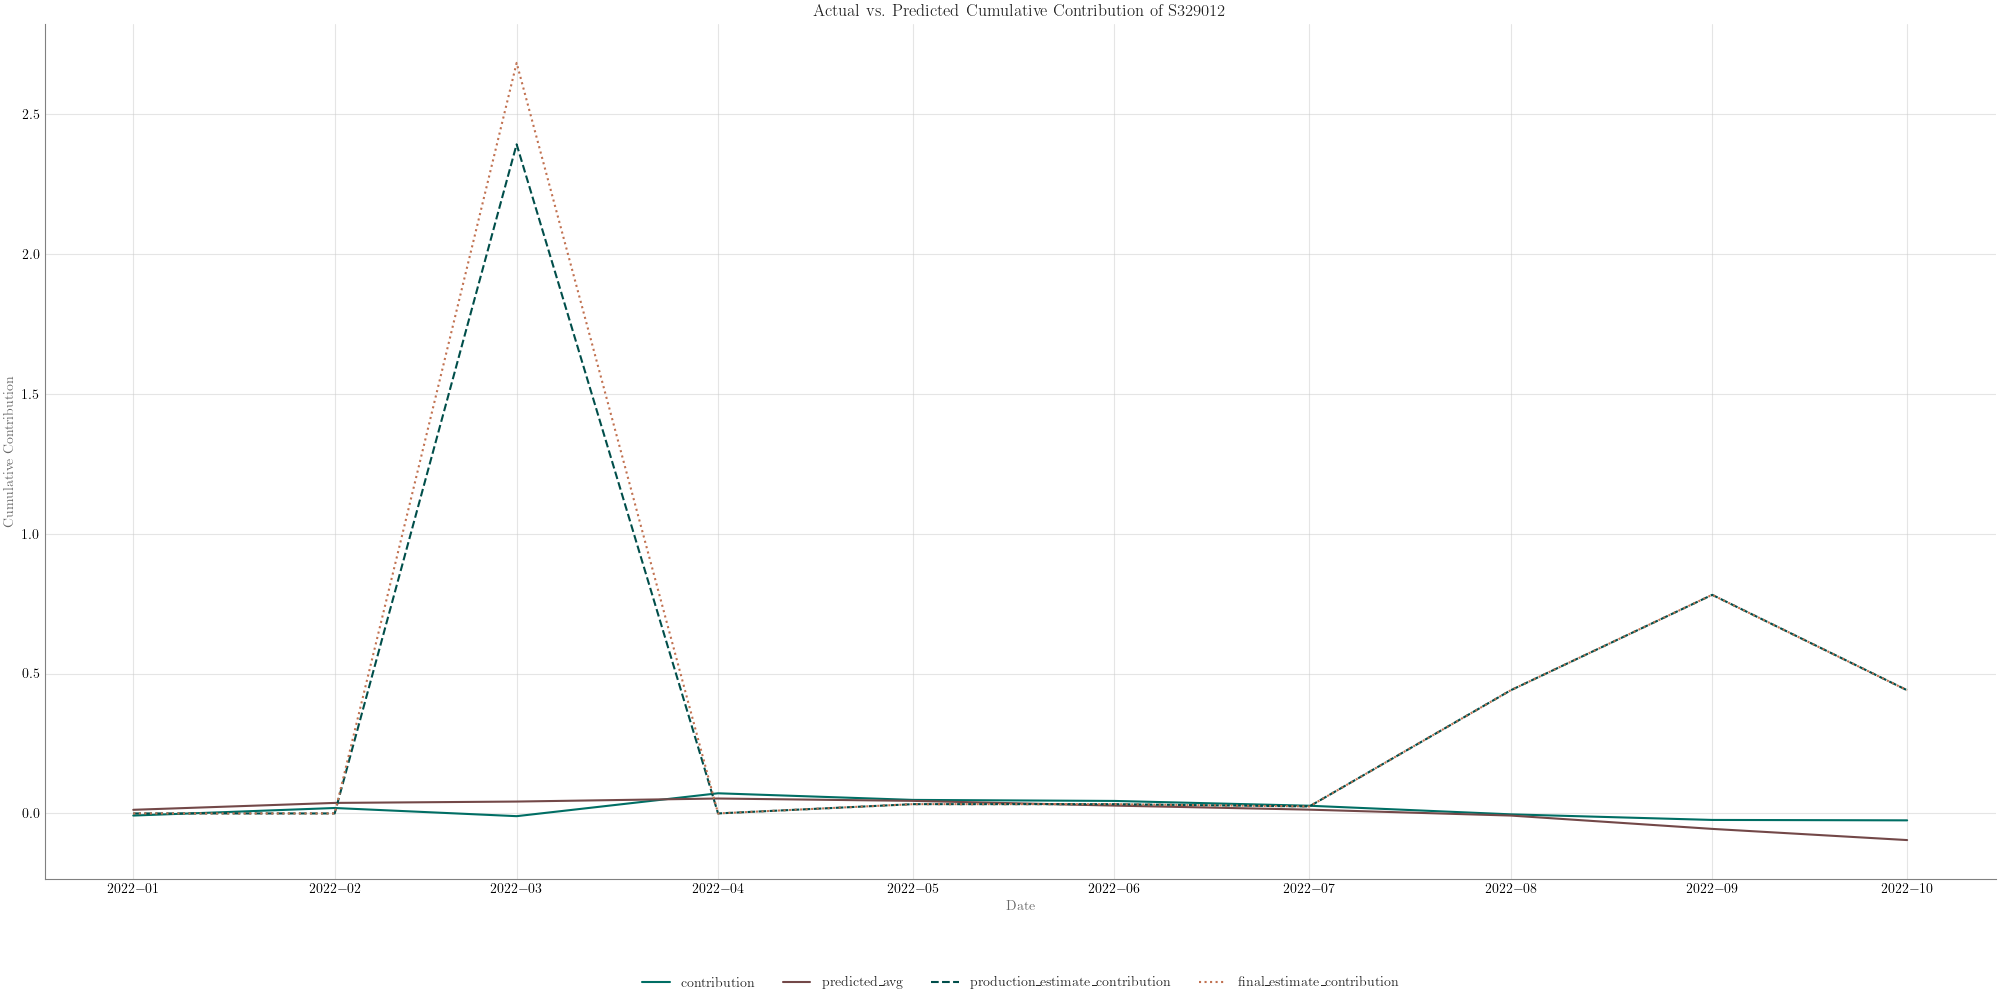 Actual vs. Predicted Cumulative Contribution of S329012
Cumulative Contribution
2.5
2.0
1.5
1.0
0.5
0.0
2022−01 2022−02 2022−03 2022−04 2022−05 2022−06 2022−07 2022−08 2022−09 2022−10
Date
contribution predicted_avg production_estimate_contribution final_estimate_contribution